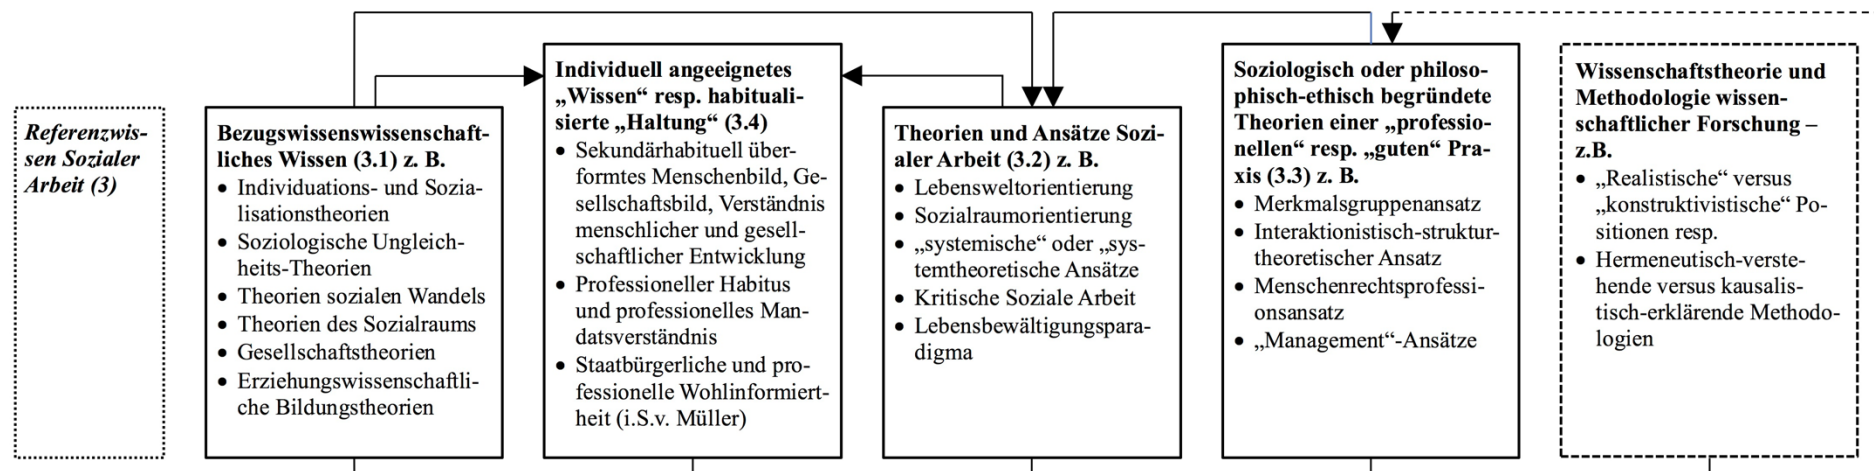 Referenzwis-
sen Sozialer
Arbeit (3)
Bezugswissenswissenschaft-
liches Wissen (3.1) z. B.
• Individuations- und Sozia-
lisationstheorien
• Soziologische Ungleich-
heits-Theorien
• Theorien sozialen Wandels
• Theorien des Sozialraums
• Gesellschaftstheorien
• Erziehungswissenschaftli-
che Bildungstheorien
Individuell angeeignetes
„Wissen“ resp. habituali-
sierte „Haltung“ (3.4)
• Sekundärhabituell über-
formtes Menschenbild, Ge-
sellschaftsbild, Verständnis
menschlicher und gesell-
schaftlicher Entwicklung
• Professioneller Habitus
und professionelles Man-
datsverständnis
• Staatbürgerliche und pro-
fessionelle Wohlinformiert-
heit (i.S.v. Müller)
Theorien und Ansätze Sozi-
aler Arbeit (3.2) z. B.
• Lebensweltorientierung
• Sozialraumorientierung
• „systemische“ oder „sys-
temtheoretische Ansätze
• Kritische Soziale Arbeit
• Lebensbewältigungspara-
digma
Soziologisch oder philoso-
phisch-ethisch begründete
Theorien einer „professio-
nellen“ resp. „guten“ Pra-
xis (3.3) z. B.
• Merkmalsgruppenansatz
• Interaktionistisch-struktur-
theoretischer Ansatz
• Menschenrechtsprofessi-
onsansatz
• „Management“-Ansätze
Wissenschaftstheorie und
Methodologie wissen-
schaftlicher Forschung –
z.B.
• „Realistische“ versus
„konstruktivistische“ Po-
sitionen resp.
• Hermeneutisch-verste-
hende versus kausalis-
tisch-erklärende Methodo-
logien